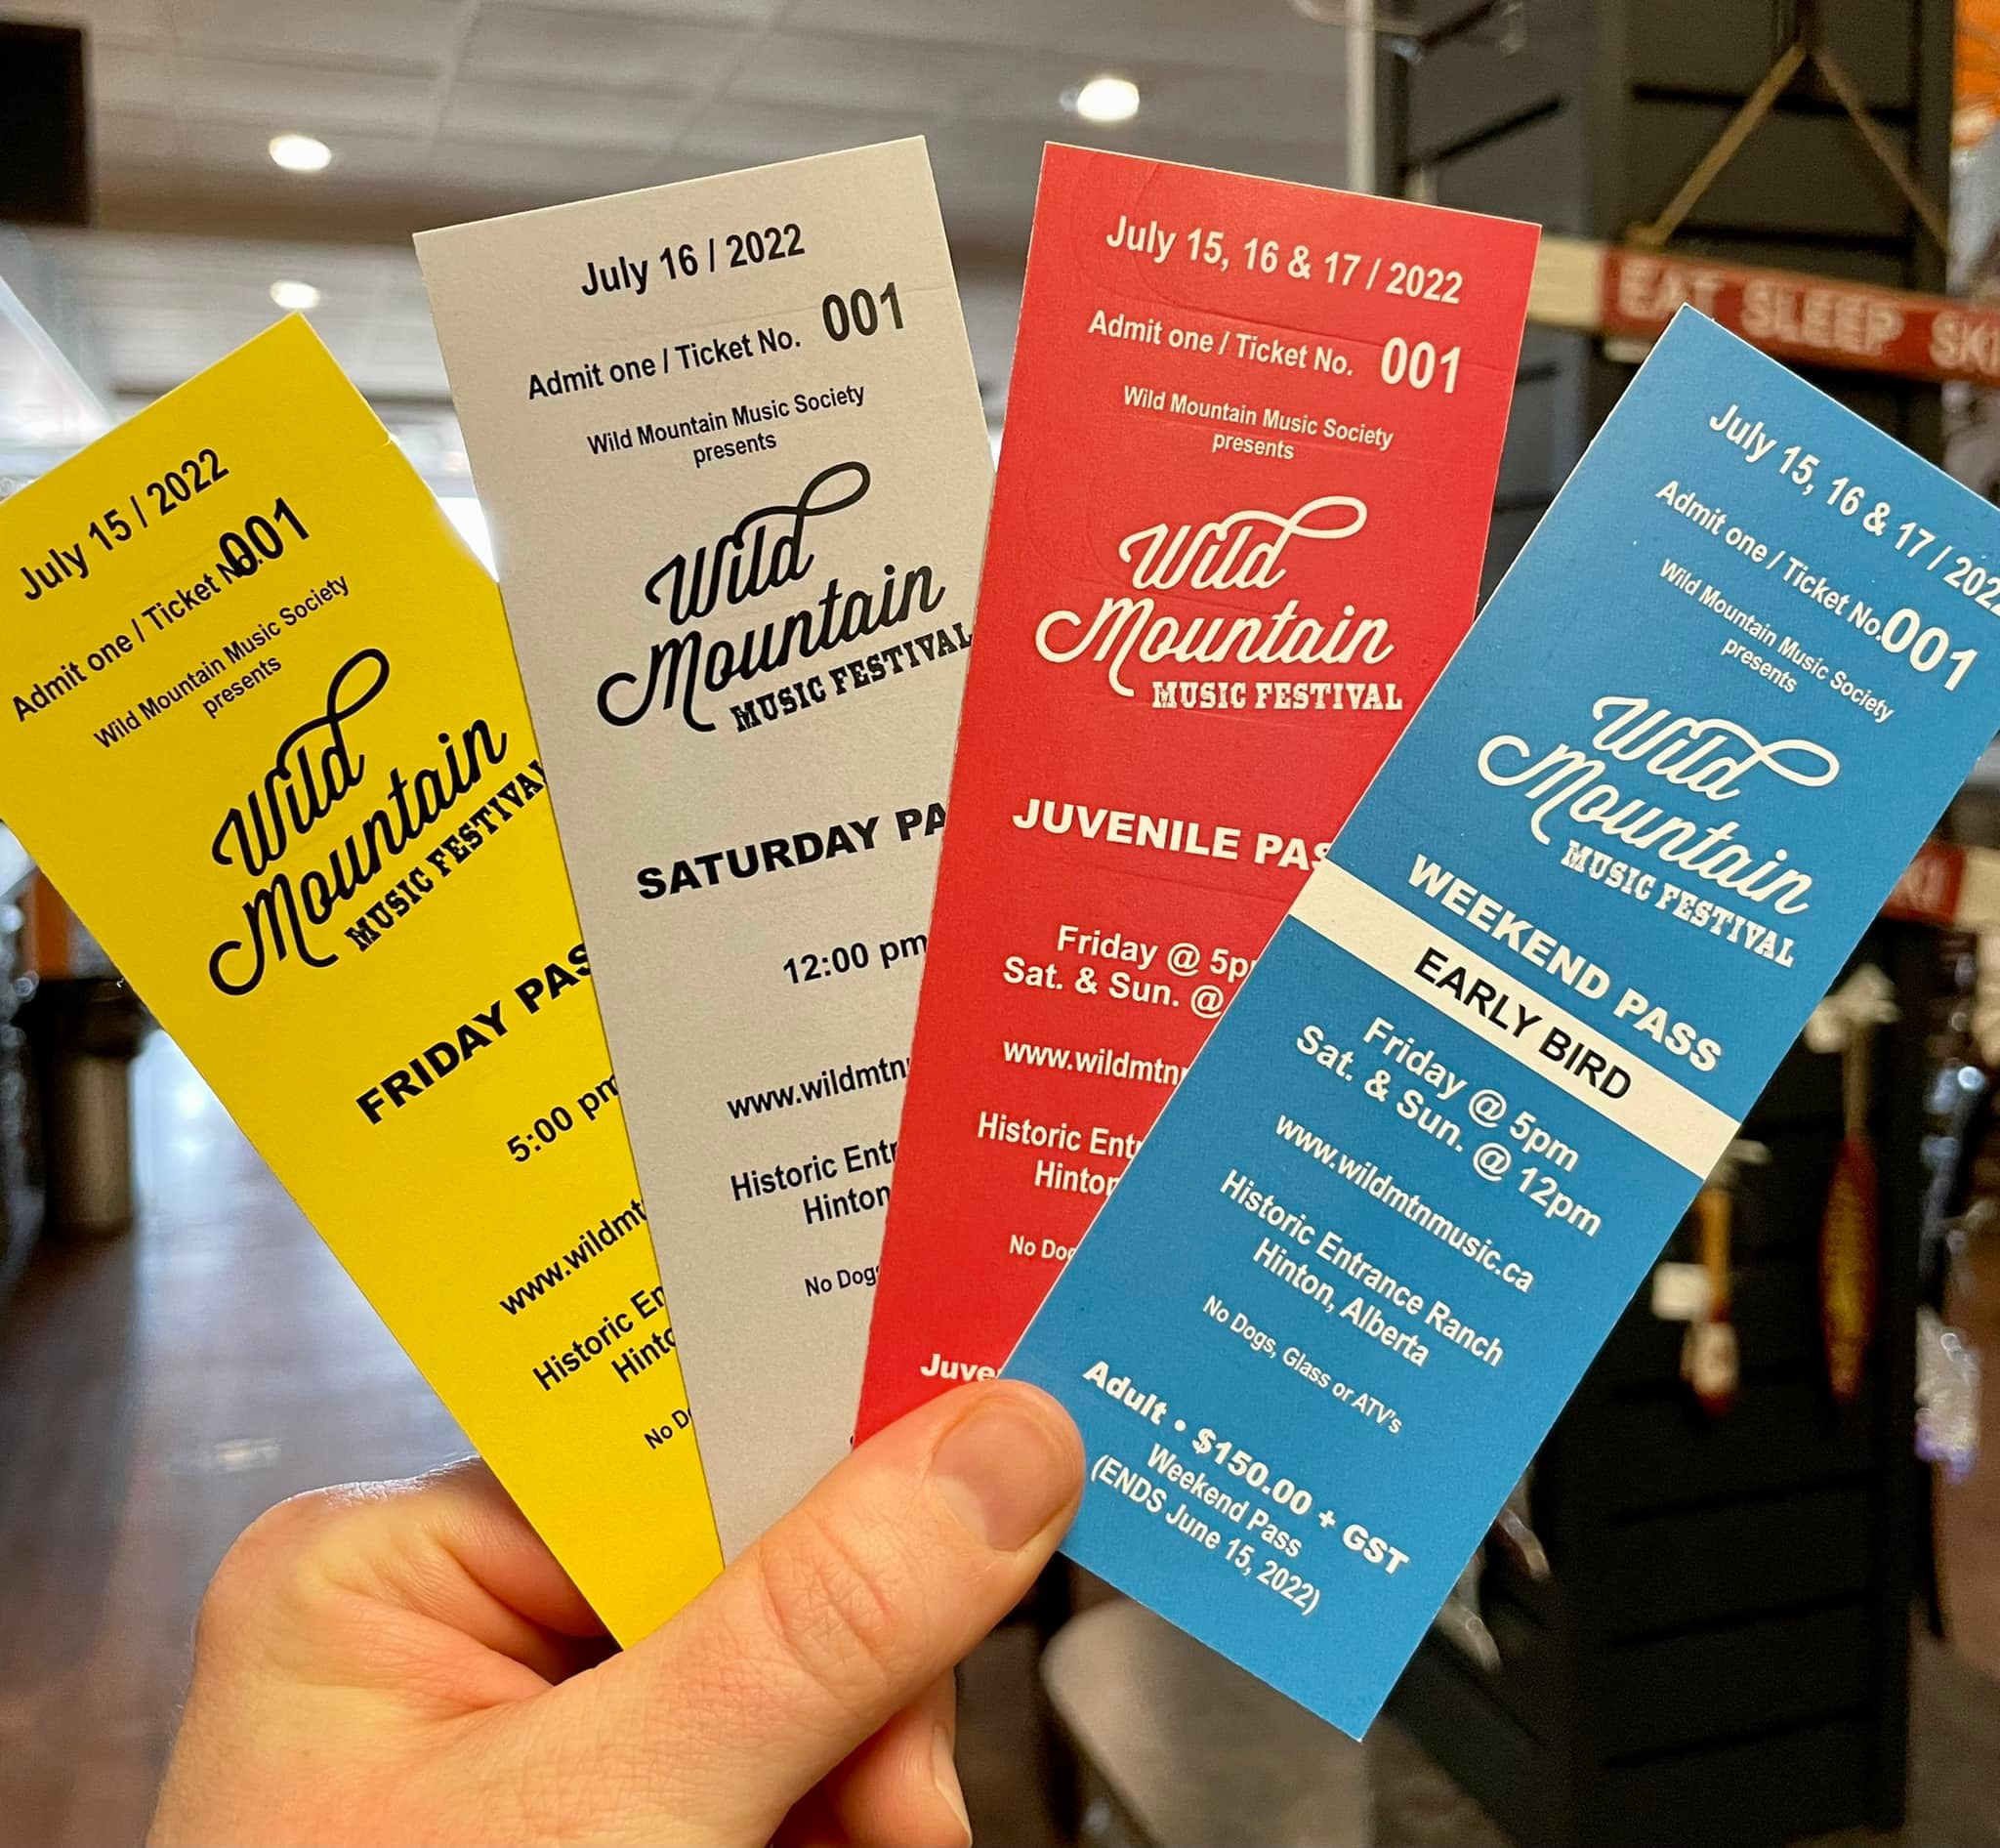 July 15 / 2022
Admit one / Ticket No. 001
Wild Mountain Music Society
presents
Wild
Mountain
MUSIC FESTIVAL
FRIDAY PAS
5:00 pm
www.wildmt
Historic En
Hinto
No D
July 16 / 2022
Admit one / Ticket No. 001
Wild Mountain Music Society
presents
Wild
Mountain
MUSIC FESTIVAL
SATURDAY PA
12:00 pm
www.wildmtn
Historic Entr
Hinton
No Dogs
July 15, 16 & 17 / 2022
Admit one / Ticket No. 001
Wild Mountain Music Society
presents
Wild
Mountain
MUSIC FESTIVAL
JUVENILE PAS
Friday @ 5p
Sat. & Sun. @
www.wildmtn
Historic Ent
Hinton
No Dog
Juve
July 15, 16 & 17 / 2022
Admit one / Ticket No. 001
Wild Mountain Music Society
presents
Wild
Mountain
MUSIC FESTIVAL
WEEKEND PASS
EARLY BIRD
Friday @ 5pm
Sat. & Sun. @ 12pm
www.wildmtnmusic.ca
Historic Entrance Ranch
Hinton, Alberta
No Dogs, Glass or ATV's
Adult • $150.00 + GST
Weekend Pass
(ENDS June 15, 2022)
EAT SLEEP SKI